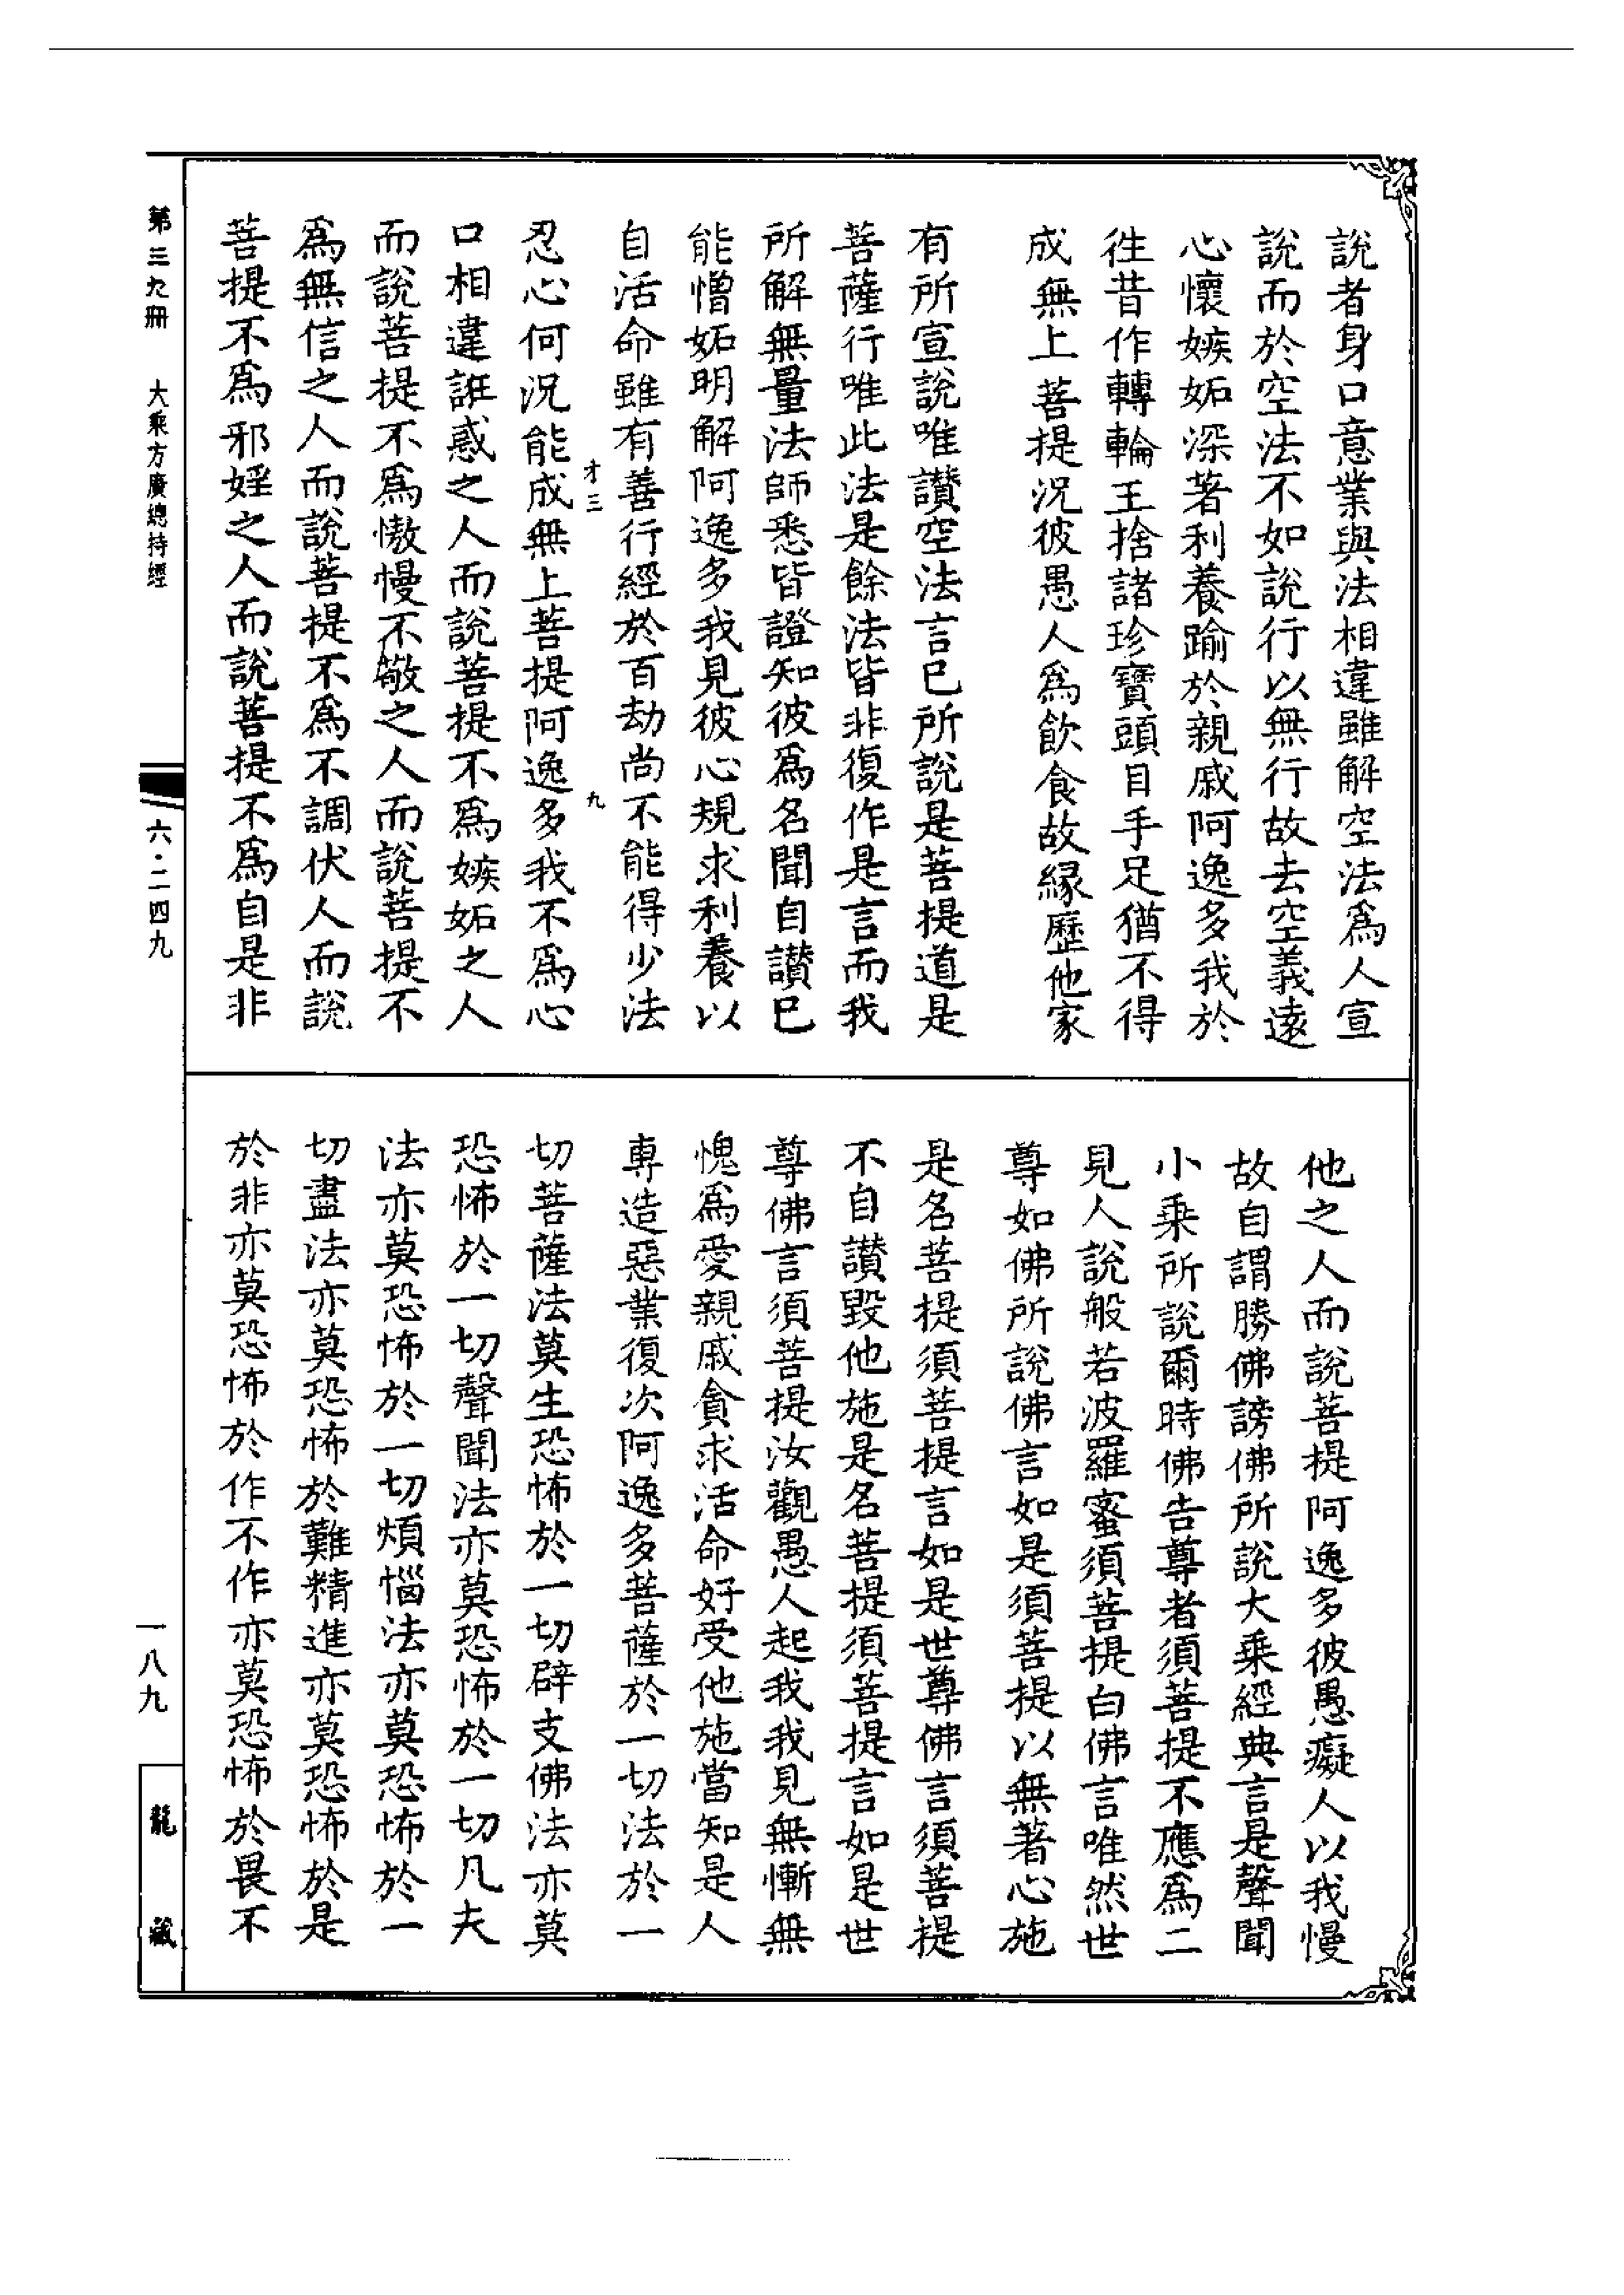 說者身口意業與法相違雖解空法爲人宣
說而於空法不如說行以無行故去空義遠
心懷嫉妬深著利養踰於親戚阿逸多我於
徃昔作轉輪王捨諸珍寶頭目手足猶不得
成無上菩提況彼愚人爲飲食故緣歷他家
有所宣說唯讃空法言巳所說是菩提道是
菩薩行唯此法是餘法皆非復作是言而我
所解無量法師悉皆證知彼爲名聞自讃巳
能憎妬明解阿逸多我見彼心規求利養以
自活命雖有善行經於百劫尚不能得少法
才三
九
忍心何況能成無上菩提阿逸多我不爲心
口相違誑惑之人而說菩提不爲嫉妬之人
而說菩提不爲慠慢不敬之人而說菩提不
爲無信之人而說菩提不爲不調伏人而說
菩提不爲邪婬之人而說菩提不爲自是非
他之人而說菩提阿逸多彼愚癡人以我慢
故自謂勝佛謗佛所說大乘經典言是聲聞
小乘所說爾時佛告尊者須菩提不應爲二
見人說般若波羅蜜須菩提白佛言唯然世
尊如佛所說佛言如是須菩提以無著心施
是名菩提須菩提言如是世尊佛言須菩提
不自讃毀他施是名菩提須菩提言如是世
尊佛言須菩提汝觀愚人起我我見無慚無
愧爲愛親戚貪求活命好受他施當知是人
專造惡業復次阿逸多菩薩於一切法於一
切菩薩法莫生恐怖於一切辟支佛法亦莫
恐怖於一切聲聞法亦莫恐怖於一切凡夫
法亦莫恐怖於一切煩惱法亦莫恐怖於一
切盡法亦莫恐怖於難精進亦莫恐怖於是
於非亦莫恐怖於作不作亦莫恐怖於畏不
第三九冊 大乘方廣總持經
六·二四九
一八九
龍藏